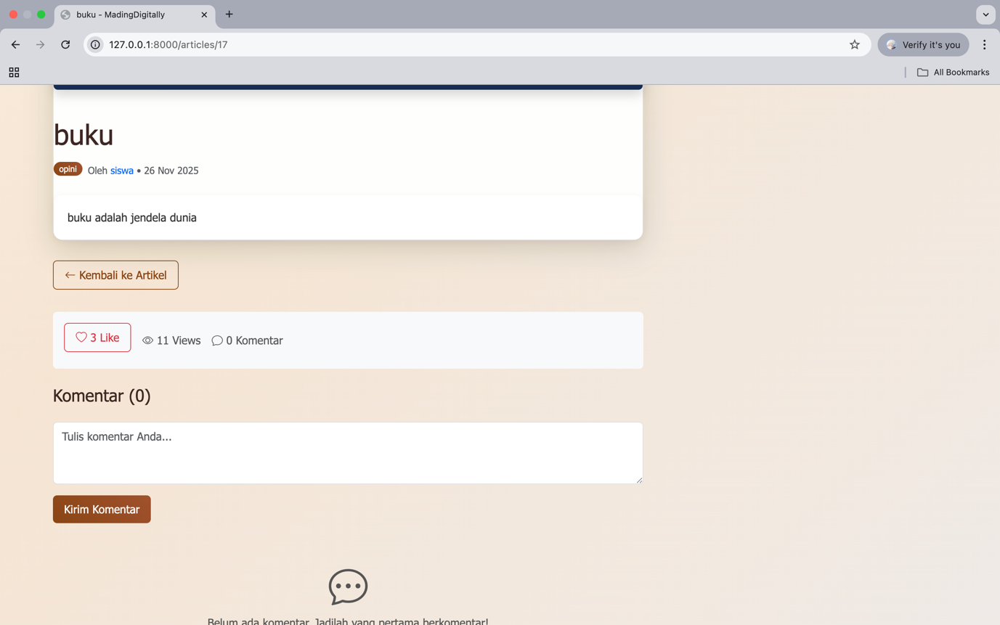 buku - MadingDigitally
127.0.0.1:8000/articles/17
Verify it's you
All Bookmarks
buku
opini Oleh siswa • 26 Nov 2025
buku adalah jendela dunia
← Kembali ke Artikel
3 Like 11 Views 0 Komentar
Komentar (0)
Tulis komentar Anda...
Kirim Komentar
Belum ada komentar. Jadilah yang pertama berkomentar!